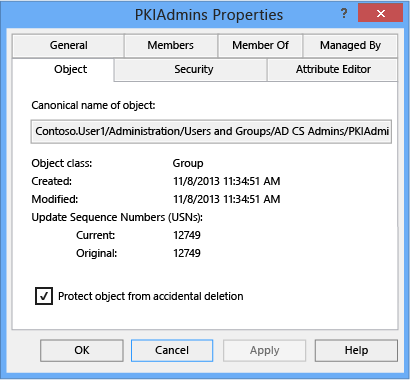 PKIAdmins Properties
?
General
Members
Member Of
Managed By
Object
Security
Attribute Editor
Canonical name of object:
Contoso.User1/Administration/Users and Groups/AD CS Admins/PKIAdmi
Object class: Group
Created: 11/8/2013 11:34:51 AM
Modified: 11/8/2013 11:34:51 AM
Update Sequence Numbers (USNs):
Current: 12749
Original: 12749
Protect object from accidental deletion
OK
Cancel
Apply
Help